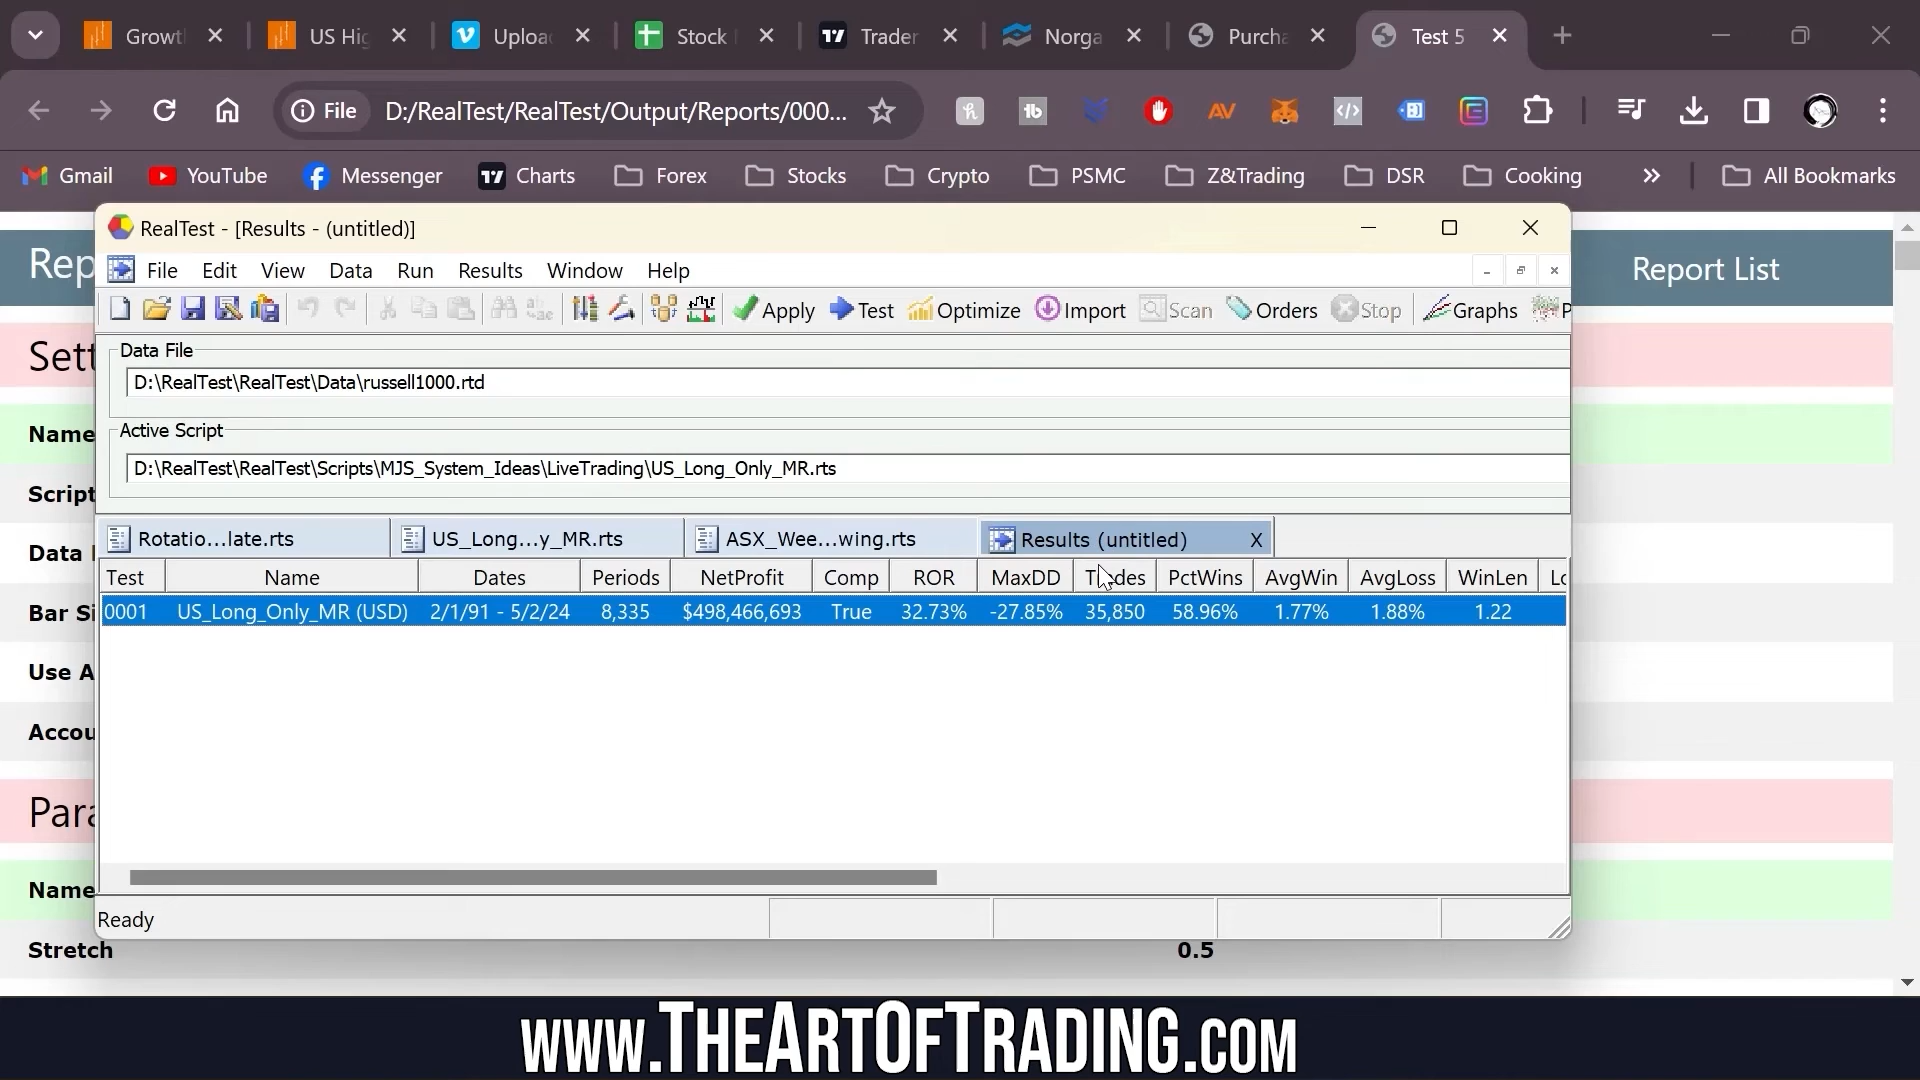 Growt US Hig Uploa Stock Trader Norga Purcha Test 5
File D:/RealTest/RealTest/Output/Reports/000...
Gmail YouTube Messenger Charts Forex Stocks Crypto PSMC Z&Trading DSR Cooking » All Bookmarks
Rep Report List
RealTest - [Results - (untitled)]
File Edit View Data Run Results Window Help
Apply Test Optimize Import Scan Orders Stop Graphs P
Sett
Data File
D:\RealTest\RealTest\Data\russell1000.rtd
Name
Active Script
D:\RealTest\RealTest\Scripts\MJS_System_Ideas\LiveTrading\US_Long_Only_MR.rts
Script
Data
Rotatio...late.rts US_Long...y_MR.rts ASX_Wee...wing.rts Results (untitled) X
Test Name Dates Periods NetProfit Comp ROR MaxDD Trades PctWins AvgWin AvgLoss WinLen Lo
0001 US_Long_Only_MR (USD) 2/1/91 - 5/2/24 8,335 $498,466,693 True 32.73% -27.85% 35,850 58.96% 1.77% 1.88% 1.22
Bar Si
Use A
Accou
Para
Name
Ready
Stretch 0.5
www.TheArtOfTrading.com